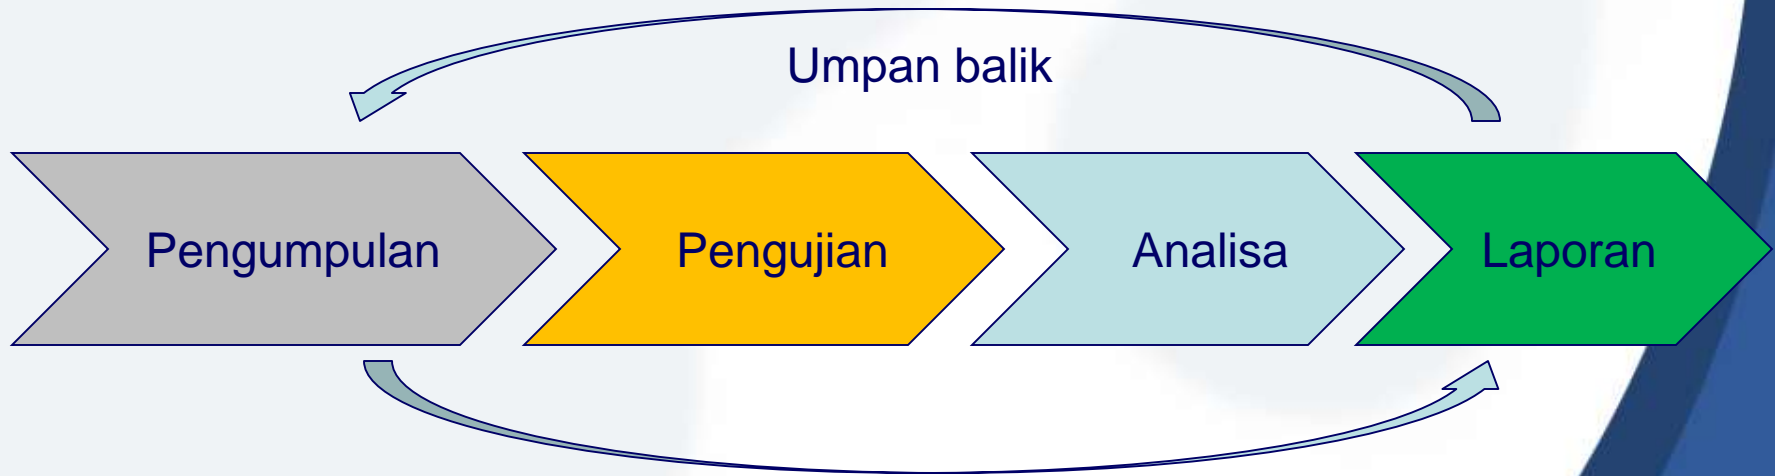 Umpan balik
Pengumpulan
Pengujian
Analisa
Laporan